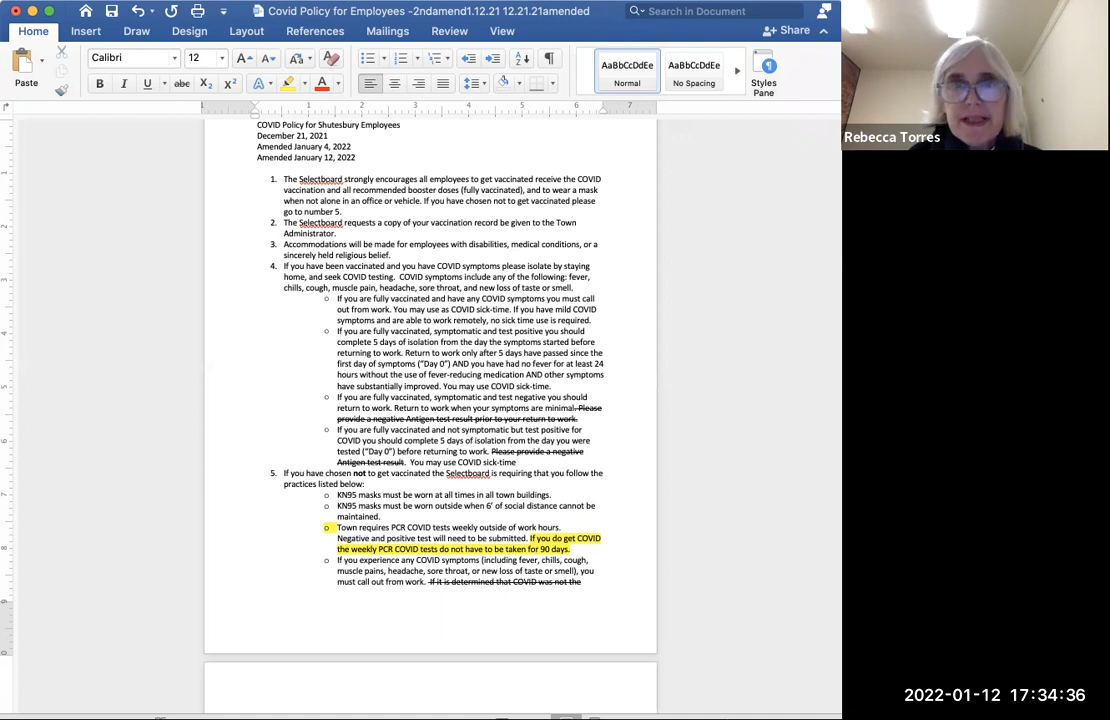 Covid Policy for Employees -2ndamend1.12.21 12.21.21amended
Search in Document
Home Insert Draw Design Layout References Mailings Review View
Share
Calibri 12
Paste
AaBbCcDdEe AaBbCcDdEe
Normal No Spacing
Styles
Pane
Rebecca Torres
COVID Policy for Shutesbury Employees
December 21, 2021
Amended January 4, 2022
Amended January 12, 2022
1. The Selectboard strongly encourages all employees to get vaccinated receive the COVID
vaccination and all recommended booster doses (fully vaccinated), and to wear a mask
when not alone in an office or vehicle. If you have chosen not to get vaccinated please
go to number 5.
2. The Selectboard requests a copy of your vaccination record be given to the Town
Administrator.
3. Accommodations will be made for employees with disabilities, medical conditions, or a
sincerely held religious belief.
4. If you have been vaccinated and you have COVID symptoms please isolate by staying
home, and seek COVID testing. COVID symptoms include any of the following: fever,
chills, cough, muscle pain, headache, sore throat, and new loss of taste or smell.
o If you are fully vaccinated and have any COVID symptoms you must call
out from work. You may use as COVID sick-time. If you have mild COVID
symptoms and are able to work remotely, no sick time use is required.
o If you are fully vaccinated, symptomatic and test positive you should
complete 5 days of isolation from the day the symptoms started before
returning to work. Return to work only after 5 days have passed since the
first day of symptoms ("Day 0") AND you have had no fever for at least 24
hours without the use of fever-reducing medication AND other symptoms
have substantially improved. You may use COVID sick-time.
o If you are fully vaccinated, symptomatic and test negative you should
return to work. Return to work when your symptoms are minimal. Please
provide a negative Antigen test result prior to your return to work.
o If you are fully vaccinated and not symptomatic but test positive for
COVID you should complete 5 days of isolation from the day you were
tested ("Day 0") before returning to work. Please provide a negative
Antigen test result. You may use COVID sick-time
5. If you have chosen not to get vaccinated the Selectboard is requiring that you follow the
practices listed below:
o KN95 masks must be worn at all times in all town buildings.
o KN95 masks must be worn outside when 6' of social distance cannot be
maintained.
o Town requires PCR COVID tests weekly outside of work hours.
Negative and positive test will need to be submitted. If you do get COVID
the weekly PCR COVID tests do not have to be taken for 90 days.
o If you experience any COVID symptoms (including fever, chills, cough,
muscle pains, headache, sore throat, or new loss of taste or smell), you
must call out from work. If it is determined that COVID was not the
2022-01-12 17:34:36